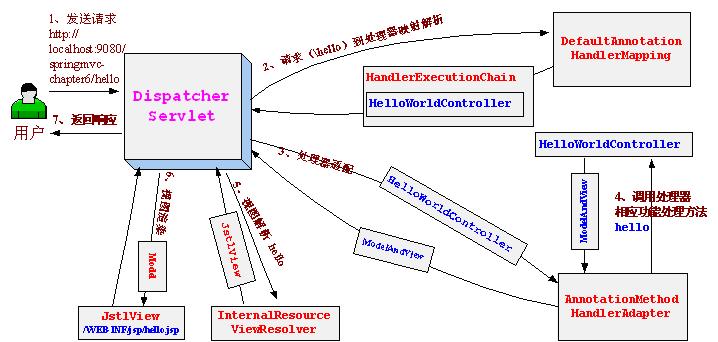 1、发送请求
http://
localhost:9080/
springmvc-
chapter6/hello
用户
7、返回响应
Dispatcher
Servlet
2、请求（\hello）到处理器映射解析
DefaultAnnotation
HandlerMapping
HandlerExecutionChain
HelloWorldController
3、处理器适配
HelloWorldController
ModelAndView
HelloWorldController
ModelAndView
4、调用处理器
相应功能处理方法
hello
AnnotationMethod
HandlerAdapter
5、视图解析 hello
JstlView
InternalResource
ViewResolver
6、视图渲染
Model
JstlView
/WEB-INF/jsp/hello.jsp